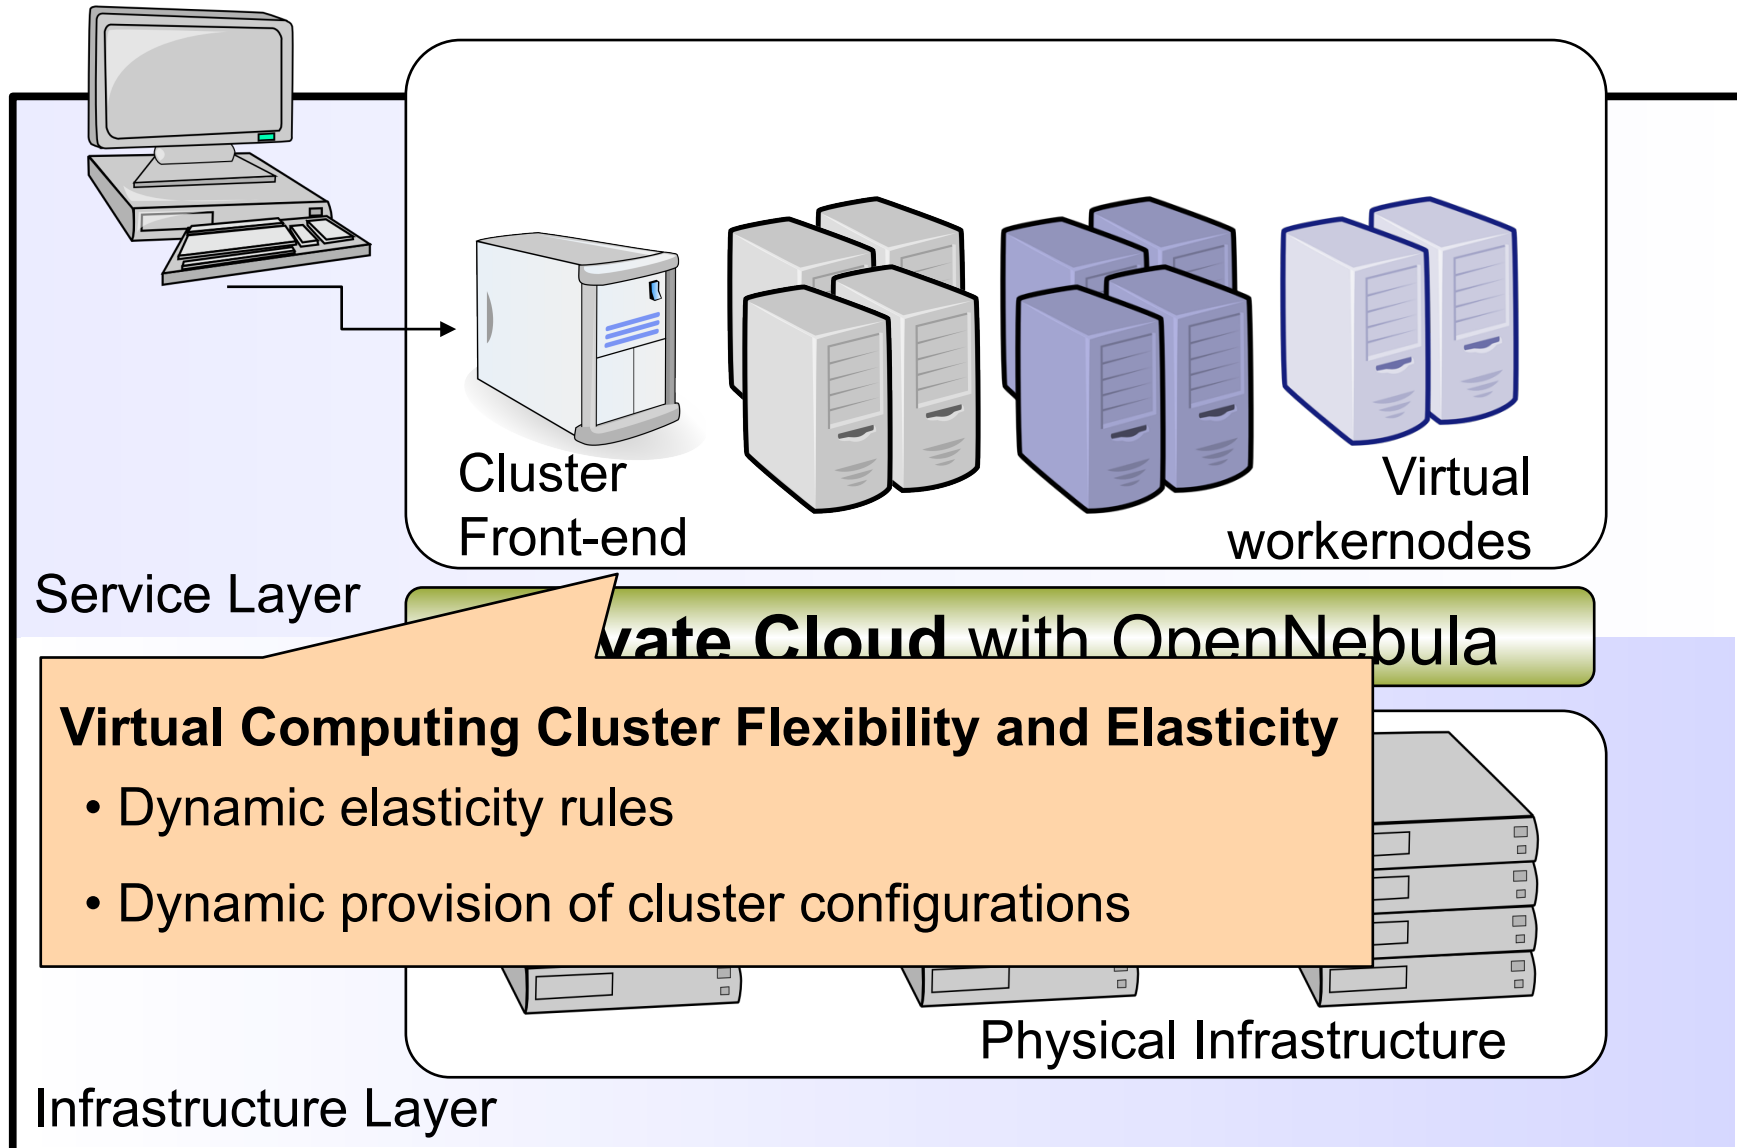 Cluster
Front-end
Virtual
workernodes
Service Layer
vate Cloud with OpenNebula
Virtual Computing Cluster Flexibility and Elasticity
• Dynamic elasticity rules
• Dynamic provision of cluster configurations
Physical Infrastructure
Infrastructure Layer